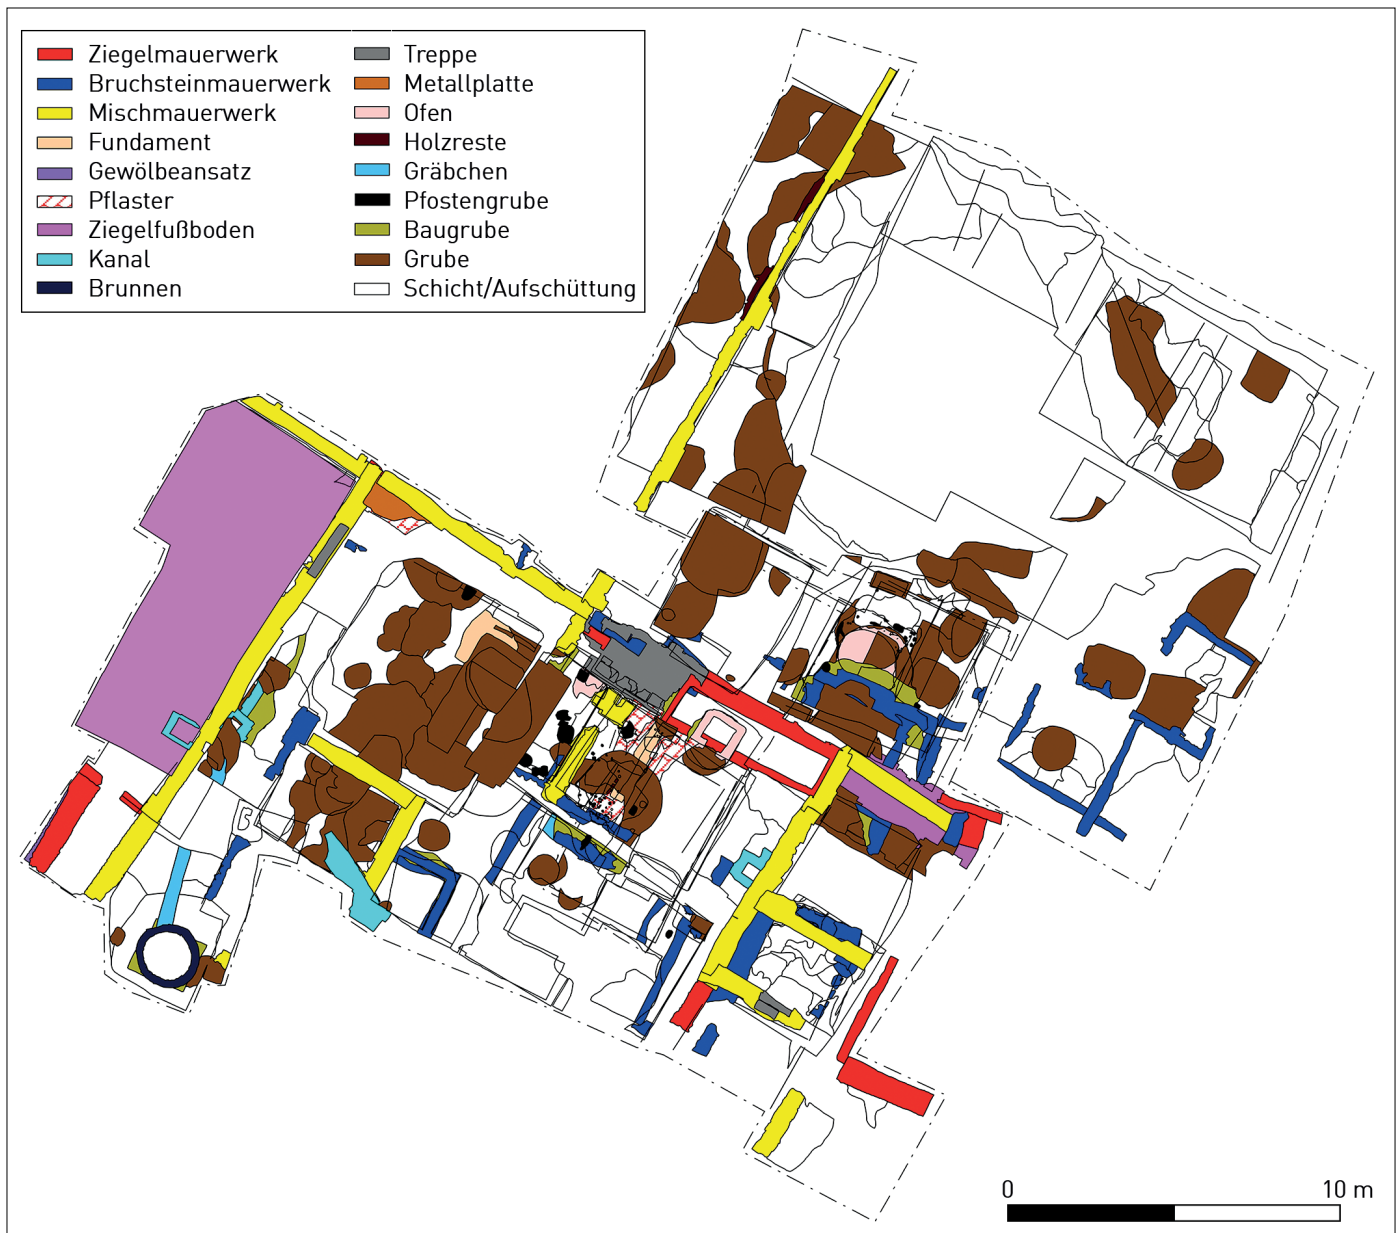 Ziegelmauerwerk
Bruchsteinmauerwerk
Mischmauerwerk
Fundament
Gewölbeansatz
Pflaster
Ziegelfußboden
Kanal
Brunnen
Treppe
Metallplatte
Ofen
Holzreste
Gräbchen
Pfostengrube
Baugrube
Grube
Schicht/Aufschüttung
0 10 m